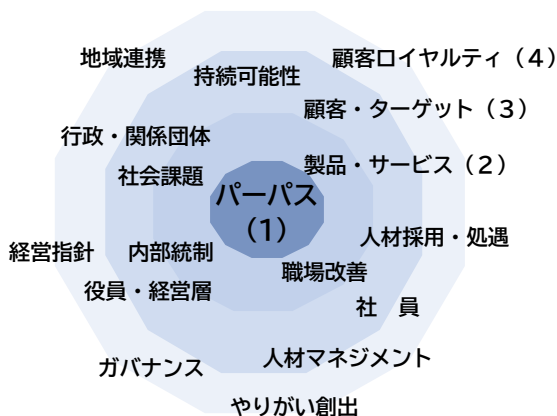 地域連携
顧客ロイヤルティ（4）
持続可能性
顧客・ターゲット（3）
行政・関係団体
製品・サービス（2）
社会課題
パーパス
（1）
人材採用・処遇
経営指針
内部統制
職場改善
役員・経営層
社　員
人材マネジメント
ガバナンス
やりがい創出